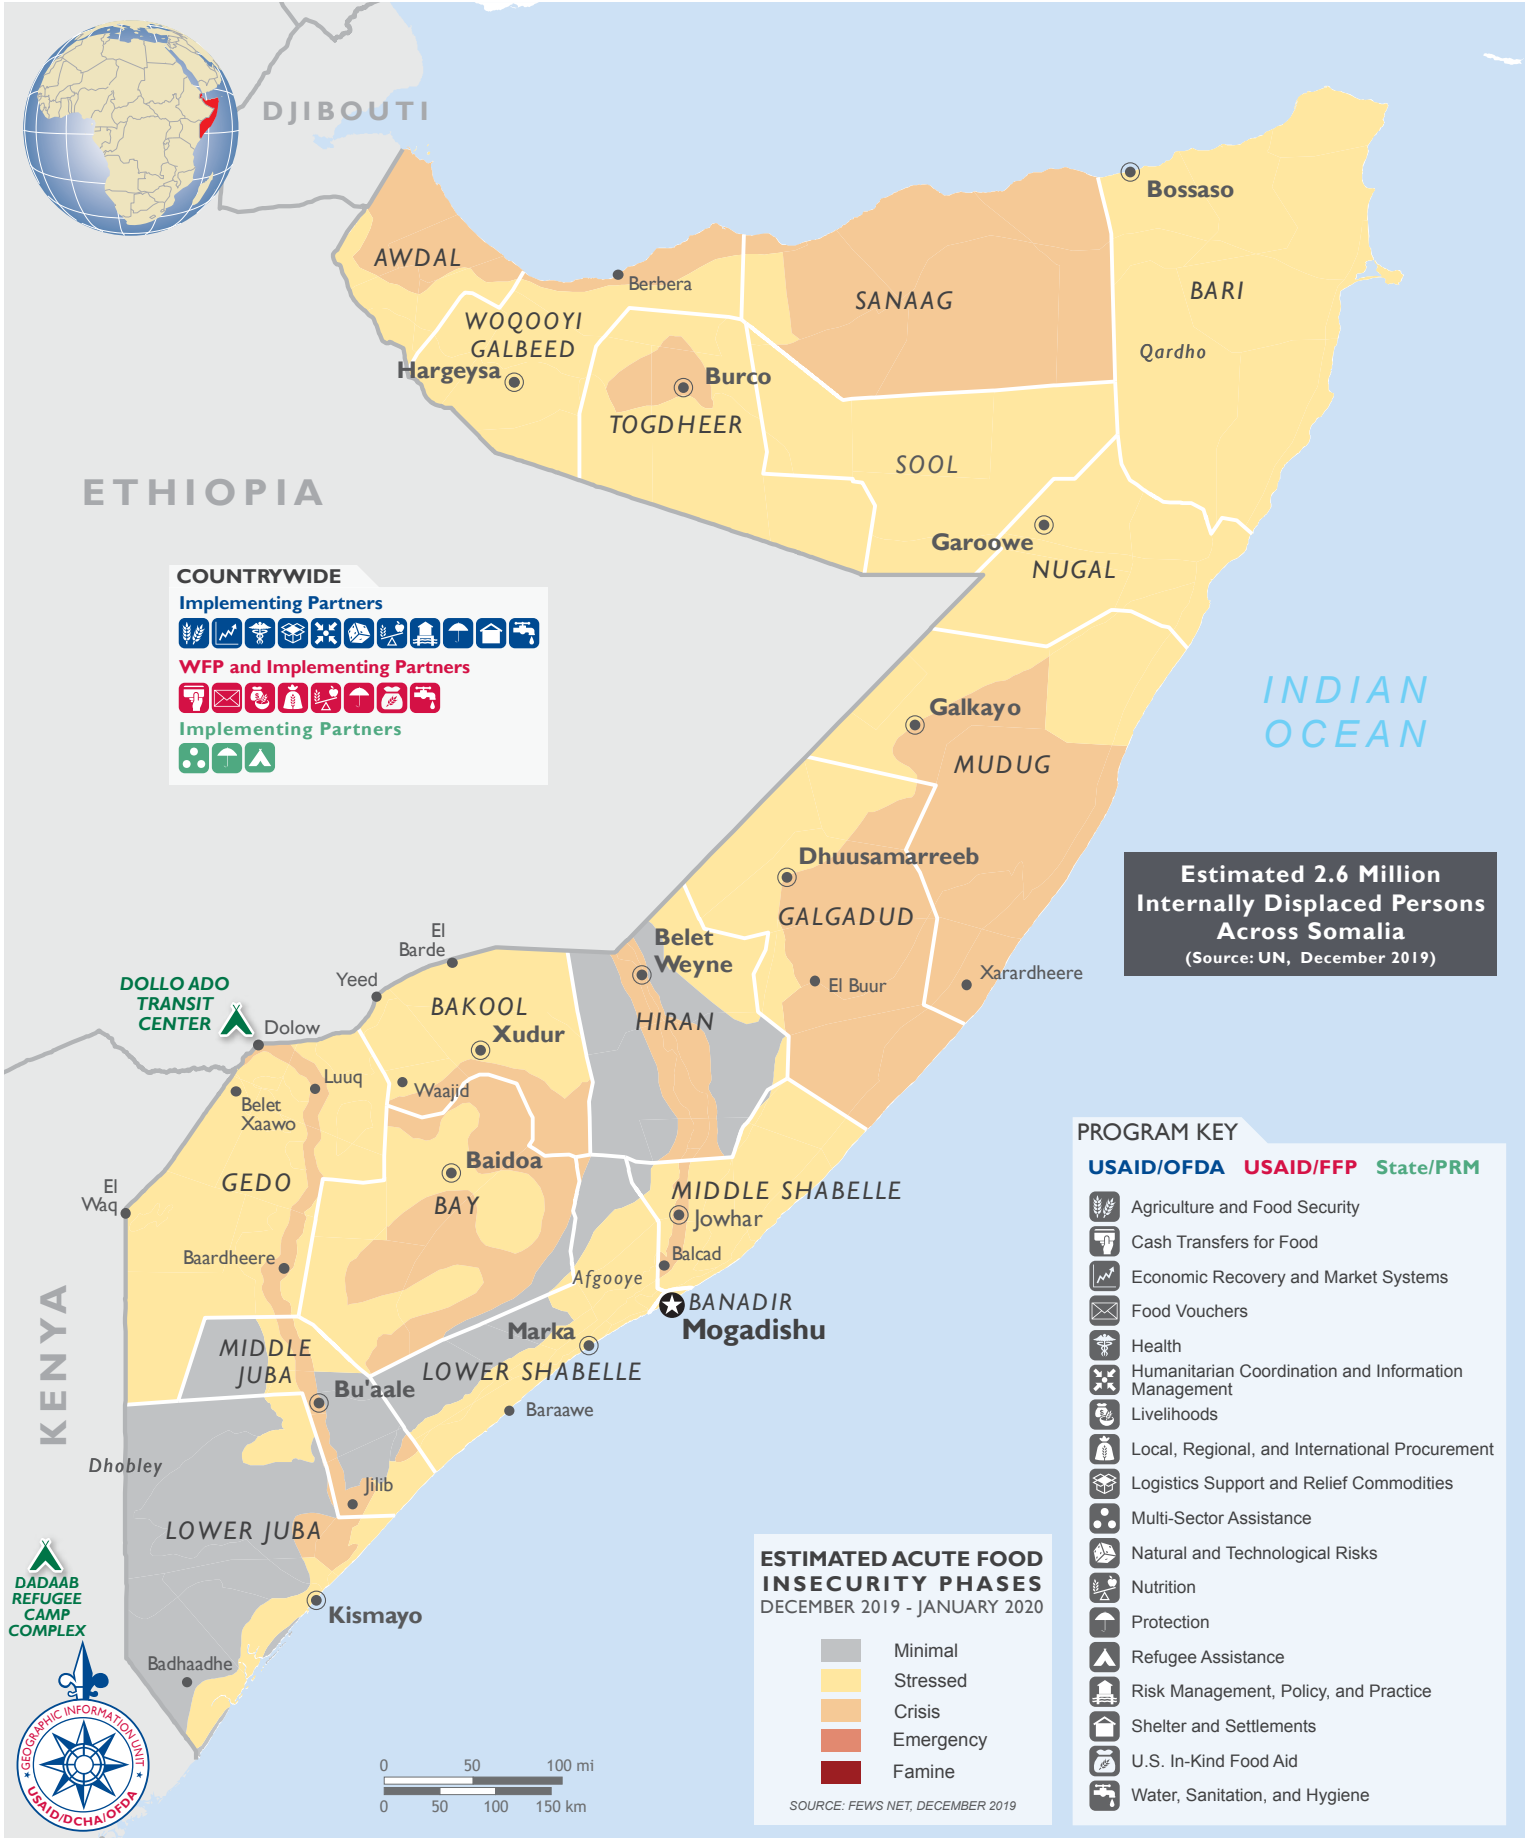 DJIBOUTI
Bossaso
AWDAL
Berbera
SANAAG
BARI
WOQOOYI
GALBEED
Qardho
Hargeysa
Burco
TOGDHEER
SOOL
ETHIOPIA
Garoowe
NUGAL
COUNTRYWIDE
Implementing Partners
WFP and Implementing Partners
Implementing Partners
INDIAN
OCEAN
Galkayo
MUDUG
Dhuusamarreeb
GALGADUD
Estimated 2.6 Million
Internally Displaced Persons
Across Somalia
(Source: UN, December 2019)
El
Barde
Belet
Weyne
Yeed
El Buur
Xarardheere
DOLLO ADO
TRANSIT
CENTER
BAKOOL
HIRAN
Dolow
Xudur
Luuq
Waajid
Belet
Xaawo
Baidoa
GEDO
El
Waq
BAY
MIDDLE SHABELLE
Jowhar
Baardheere
Balcad
Afgooye
BANADIR
Mogadishu
KENYA
Marka
MIDDLE
JUBA
LOWER SHABELLE
Bu'aale
Baraawe
Dhobley
Jilib
LOWER JUBA
DADAAB
REFUGEE
CAMP
COMPLEX
Kismayo
Badhaadhe
GEOGRAPHIC INFORMATION UNIT
USAID/DCHA/OFDA
0 50 100 mi
0 50 100 150 km
ESTIMATED ACUTE FOOD
INSECURITY PHASES
DECEMBER 2019 - JANUARY 2020
Minimal
Stressed
Crisis
Emergency
Famine
SOURCE: FEWS NET, DECEMBER 2019
PROGRAM KEY
USAID/OFDA USAID/FFP State/PRM
Agriculture and Food Security
Cash Transfers for Food
Economic Recovery and Market Systems
Food Vouchers
Health
Humanitarian Coordination and Information
Management
Livelihoods
Local, Regional, and International Procurement
Logistics Support and Relief Commodities
Multi-Sector Assistance
Natural and Technological Risks
Nutrition
Protection
Refugee Assistance
Risk Management, Policy, and Practice
Shelter and Settlements
U.S. In-Kind Food Aid
Water, Sanitation, and Hygiene